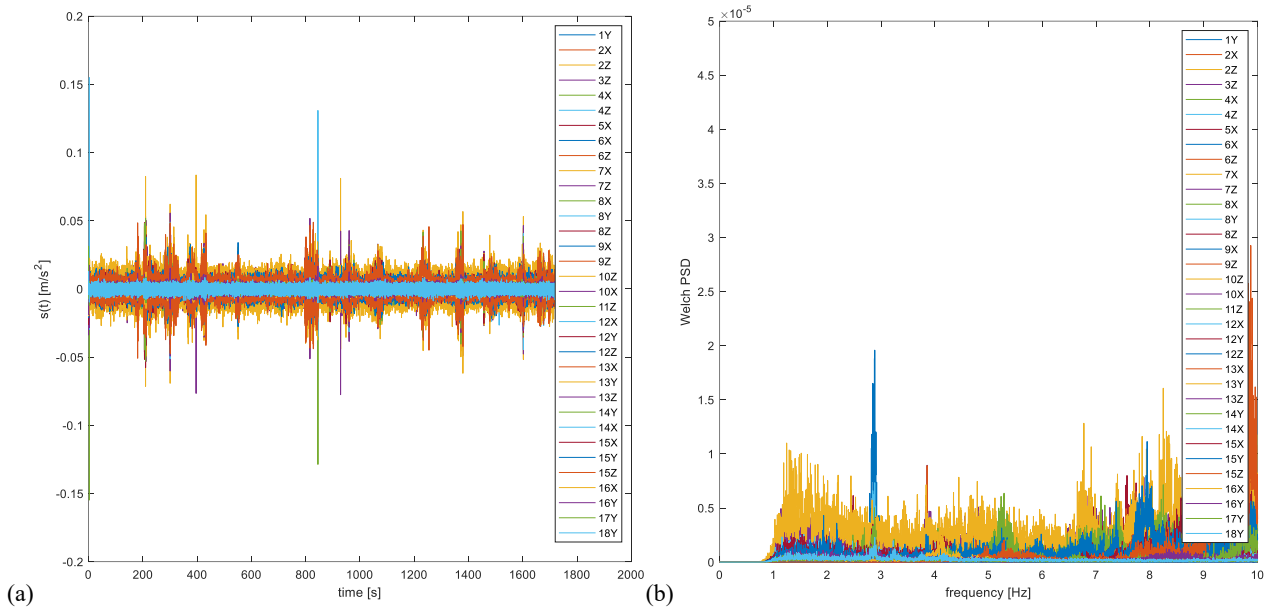 0.2
0.15
0.1
0.05
0
-0.05
-0.1
-0.15
-0.2
s(t) [m/s²]
0 200 400 600 800 1000 1200 1400 1600 1800 2000
time [s]
1Y
2X
2Z
3Z
4X
4Z
5X
6X
6Z
7X
7Z
8X
8Y
8Z
9X
9Z
10Z
10X
11Z
12X
12Y
12Z
13X
13Y
13Z
14Y
14X
15X
15Y
15Z
16X
16Y
17Y
18Y
(a)
×10⁻⁵
5
4.5
4
3.5
3
2.5
2
1.5
1
0.5
0
Welch PSD
0 1 2 3 4 5 6 7 8 9 10
frequency [Hz]
1Y
2X
2Z
3Z
4X
4Z
5X
6X
6Z
7X
7Z
8X
8Y
8Z
9X
9Z
10Z
10X
11Z
12X
12Y
12Z
13X
13Y
13Z
14Y
14X
15X
15Y
15Z
16X
16Y
17Y
18Y
(b)